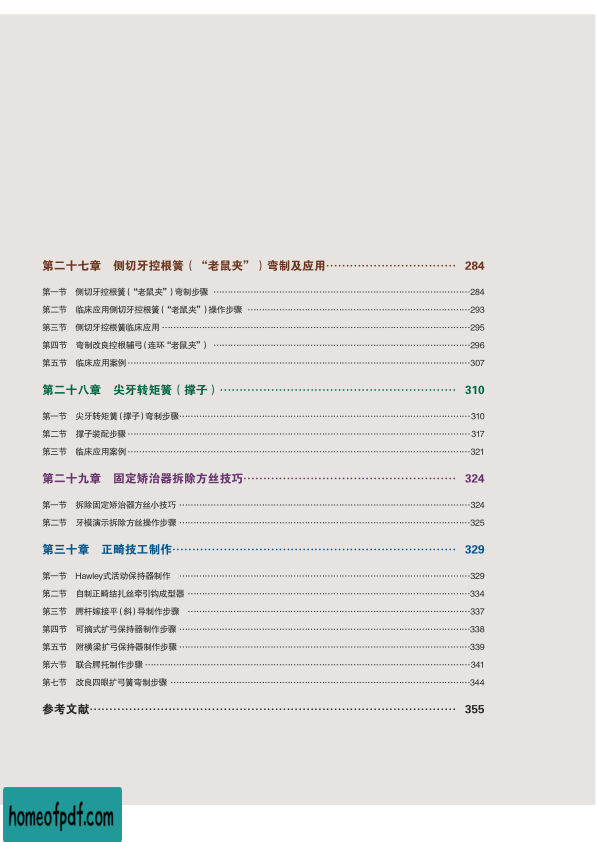 第二十七章 侧切牙控根簧（“老鼠夹”）弯制及应用································ 284
第一节 侧切牙控根簧（“老鼠夹”）弯制步骤 ································284
第二节 临床应用侧切牙控根簧（“老鼠夹”）操作步骤 ································293
第三节 侧切牙控根簧临床应用 ································295
第四节 弯制改良控根辅弓（连环“老鼠夹”） ································296
第五节 临床应用案例································307
第二十八章 尖牙转矩簧（撑子）································ 310
第一节 尖牙转矩簧（撑子）弯制步骤································310
第二节 撑子装配步骤································317
第三节 临床应用案例································321
第二十九章 固定矫治器拆除方丝技巧································ 324
第一节 拆除固定矫治器方丝小技巧 ································324
第二节 牙模演示拆除方丝操作步骤 ································325
第三十章 正畸技工制作································ 329
第一节 Hawley式活动保持器制作 ································329
第二节 自制正畸结扎丝牵引钩成型器 ································334
第三节 腭杆嫁接平（斜）导制作步骤 ································337
第四节 可摘式扩弓保持器制作步骤 ································338
第五节 附横梁扩弓保持器制作步骤 ································339
第六节 联合腭托制作步骤 ································341
第七节 改良四眼扩弓簧弯制步骤 ································344
参考文献································ 355
homeofpdf.com